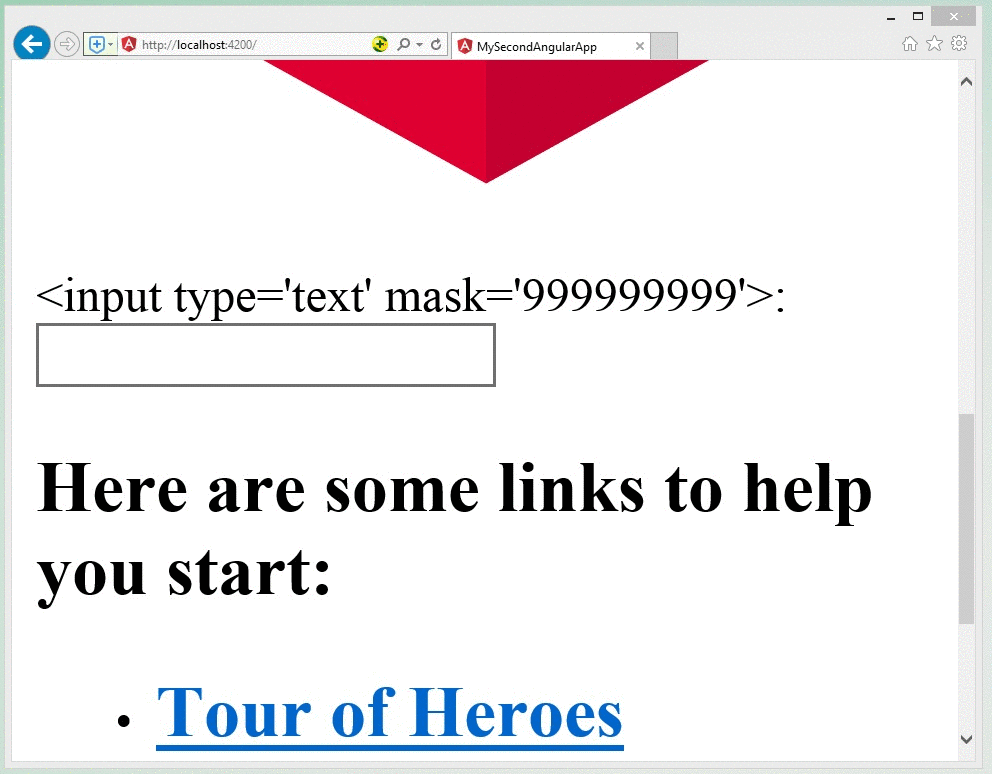 http://localhost:4200/
MySecondAngularApp
<input type='text' mask='999999999'>:
Here are some links to help
you start:
• Tour of Heroes